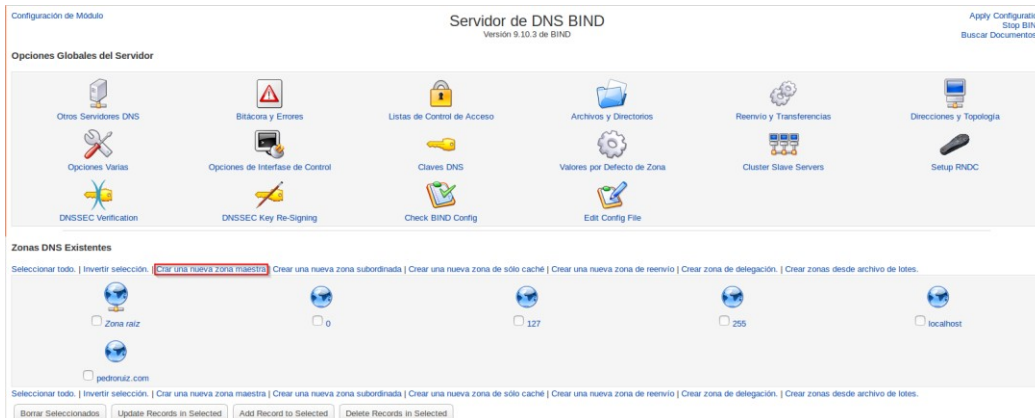 Configuración de Módulo
Servidor de DNS BIND
Versión 9.10.3 de BIND
Apply Configuratio
Stop BIN
Buscar Documentos
Opciones Globales del Servidor
Otros Servidores DNS
Bitácora y Errores
Listas de Control de Acceso
Archivos y Directorios
Reenvío y Transferencias
Direcciones y Topología
Opciones Varias
Opciones de Interfase de Control
Claves DNS
Valores por Defecto de Zona
Cluster Slave Servers
Setup RNDC
DNSSEC Verification
DNSSEC Key Re-Signing
Check BIND Config
Edit Config File
Zonas DNS Existentes
Seleccionar todo. | Invertir selección. | Crar una nueva zona maestra | Crear una nueva zona subordinada | Crear una nueva zona de sólo caché | Crear una nueva zona de reenvío | Crear zona de delegación. | Crear zonas desde archivo de lotes.
Zona raíz
0
127
255
localhost
pedroruiz.com
Seleccionar todo. | Invertir selección. | Crar una nueva zona maestra | Crear una nueva zona subordinada | Crear una nueva zona de sólo caché | Crear una nueva zona de reenvío | Crear zona de delegación. | Crear zonas desde archivo de lotes.
Borrar Seleccionados
Update Records in Selected
Add Record to Selected
Delete Records in Selected